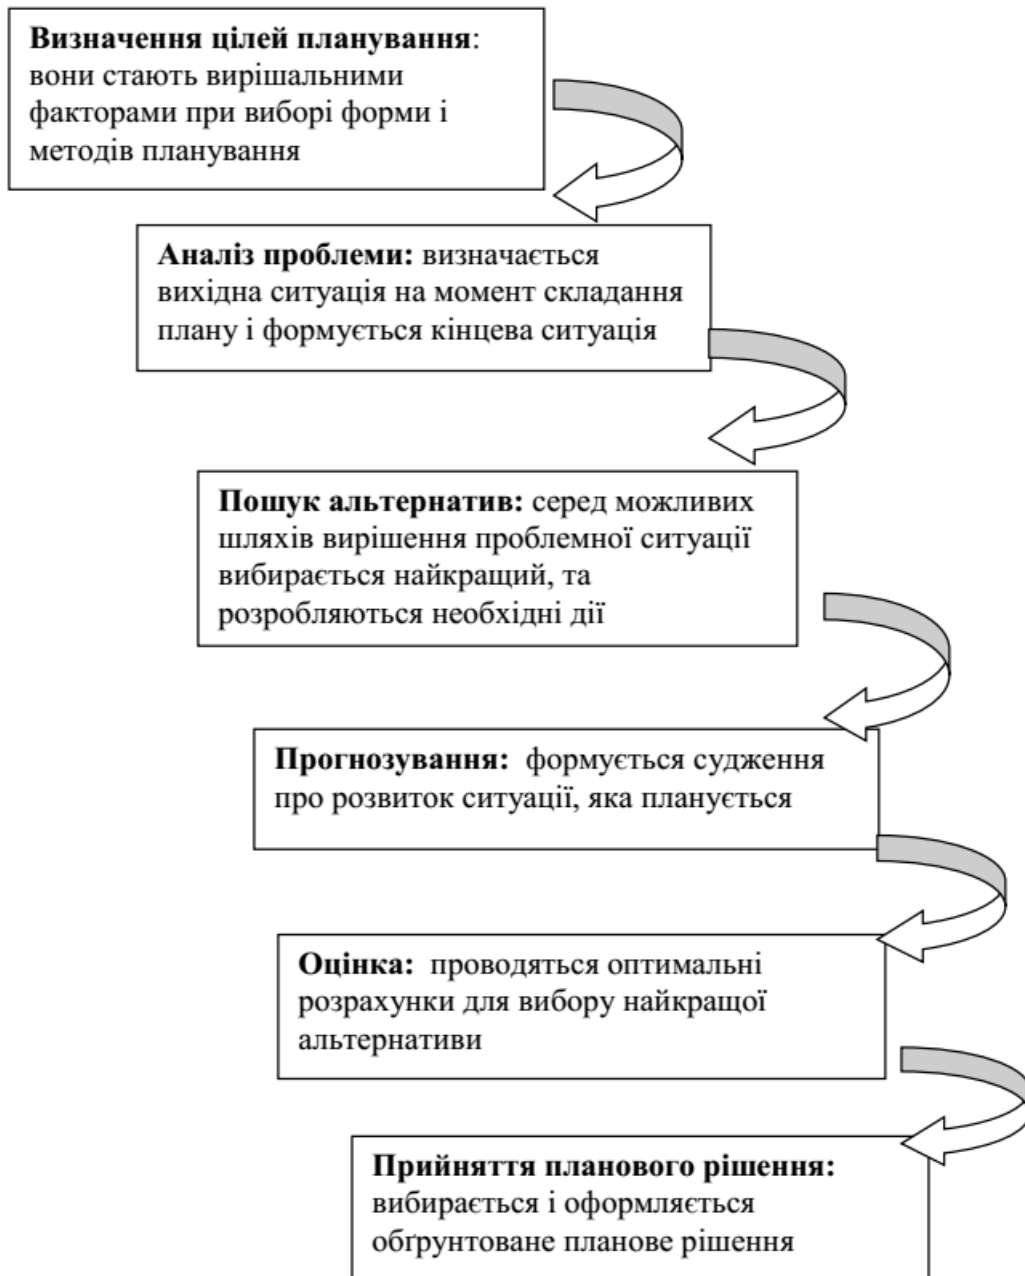 Визначення цілей планування:
вони стають вирішальними
факторами при виборі форми і
методів планування
Аналіз проблеми: визначається
вихідна ситуація на момент складання
плану і формується кінцева ситуація
Пошук альтернатив: серед можливих
шляхів вирішення проблемної ситуації
вибирається найкращий, та
розробляються необхідні дії
Прогнозування: формується судження
про розвиток ситуації, яка планується
Оцінка: проводяться оптимальні
розрахунки для вибору найкращої
альтернативи
Прийняття планового рішення:
вибирається і оформляється
обґрунтоване планове рішення